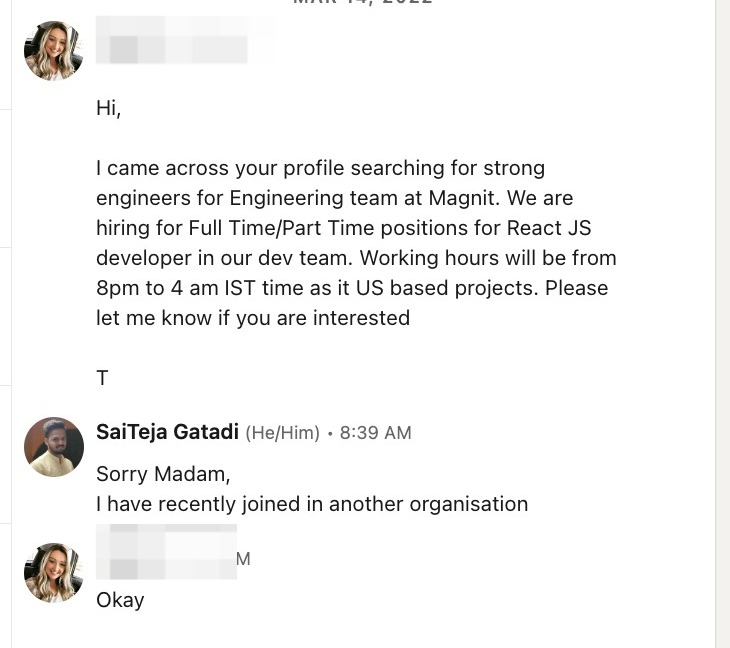 MAR 14, 2022
Hi,
I came across your profile searching for strong
engineers for Engineering team at Magnit. We are
hiring for Full Time/Part Time positions for React JS
developer in our dev team. Working hours will be from
8pm to 4 am IST time as it US based projects. Please
let me know if you are interested
T
SaiTeja Gatadi (He/Him) • 8:39 AM
Sorry Madam,
I have recently joined in another organisation
M
Okay